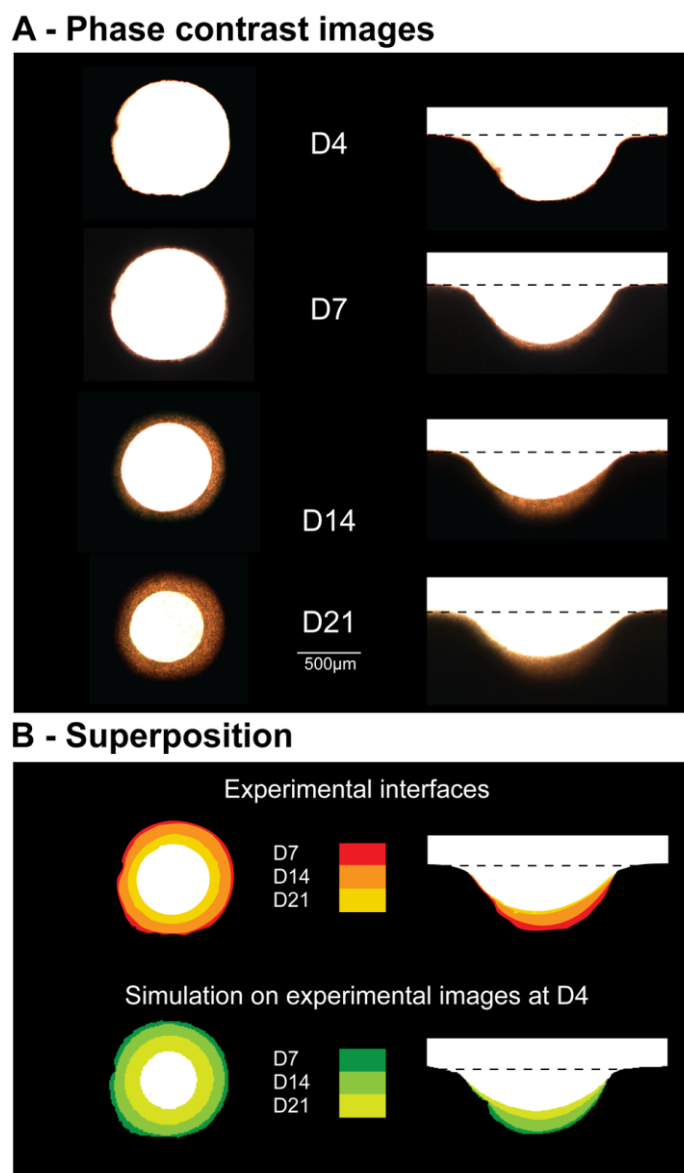 A - Phase contrast images
D4
D7
D14
D21
500µm
B - Superposition
Experimental interfaces
D7
D14
D21
Simulation on experimental images at D4
D7
D14
D21